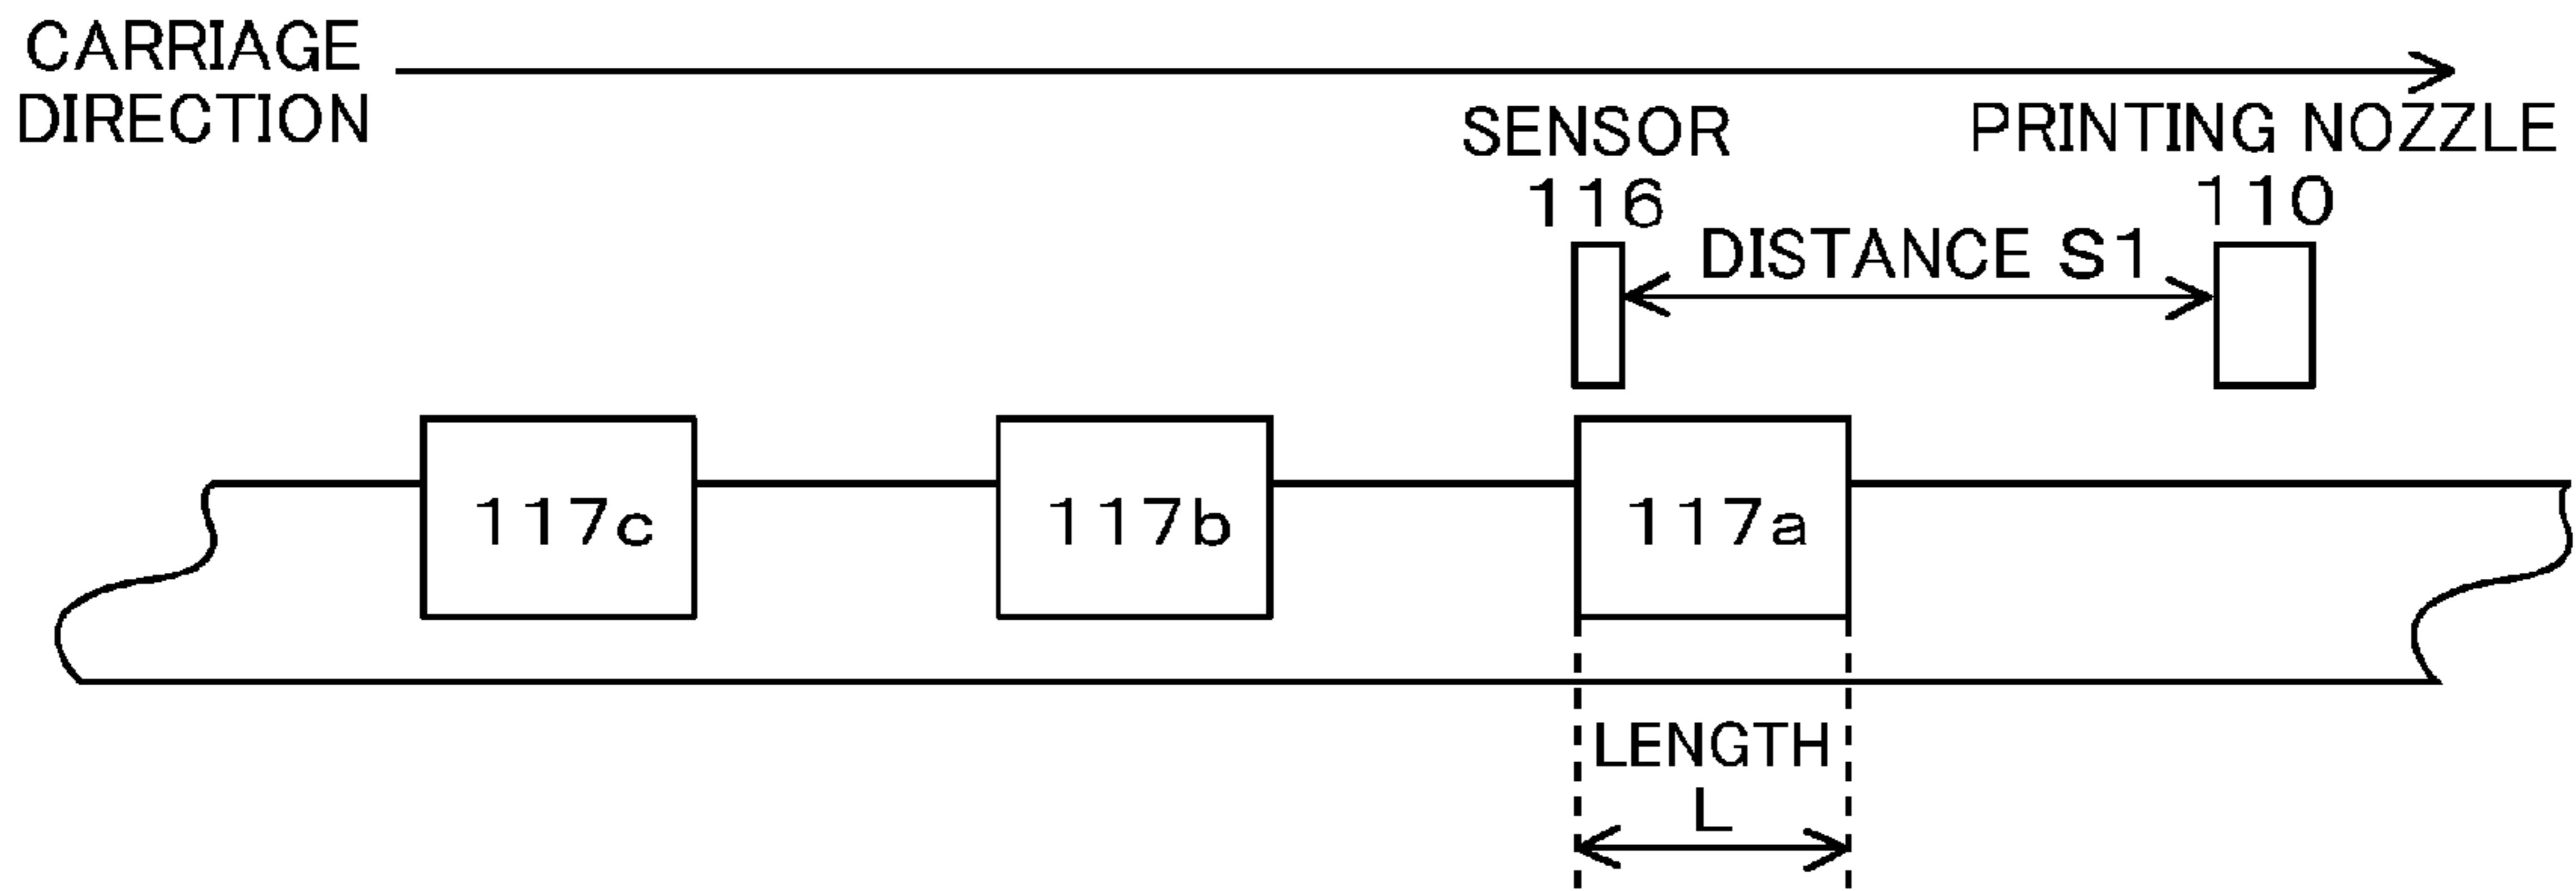 CARRIAGE
DIRECTION
SENSOR
116
PRINTING NOZZLE
110
DISTANCE S1
117c
117b
117a
LENGTH
L